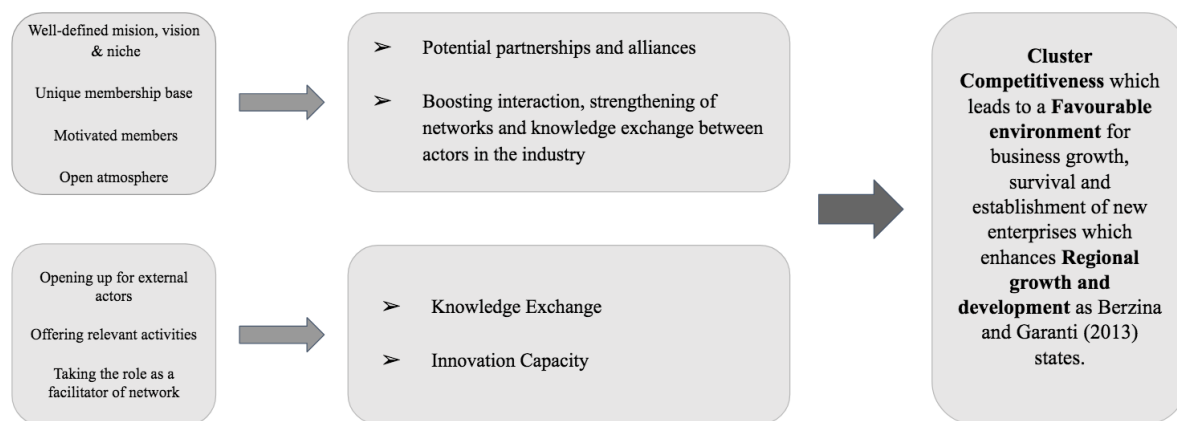 Well-defined mision, vision
& niche
Unique membership base
Motivated members
Open atmosphere
➢ Potential partnerships and alliances
➢ Boosting interaction, strengthening of
networks and knowledge exchange between
actors in the industry
Opening up for external
actors
Offering relevant activities
Taking the role as a
facilitator of network
➢ Knowledge Exchange
➢ Innovation Capacity
Cluster
Competitiveness which
leads to a Favourable
environment for
business growth,
survival and
establishment of new
enterprises which
enhances Regional
growth and
development as Berzina
and Garanti (2013)
states.